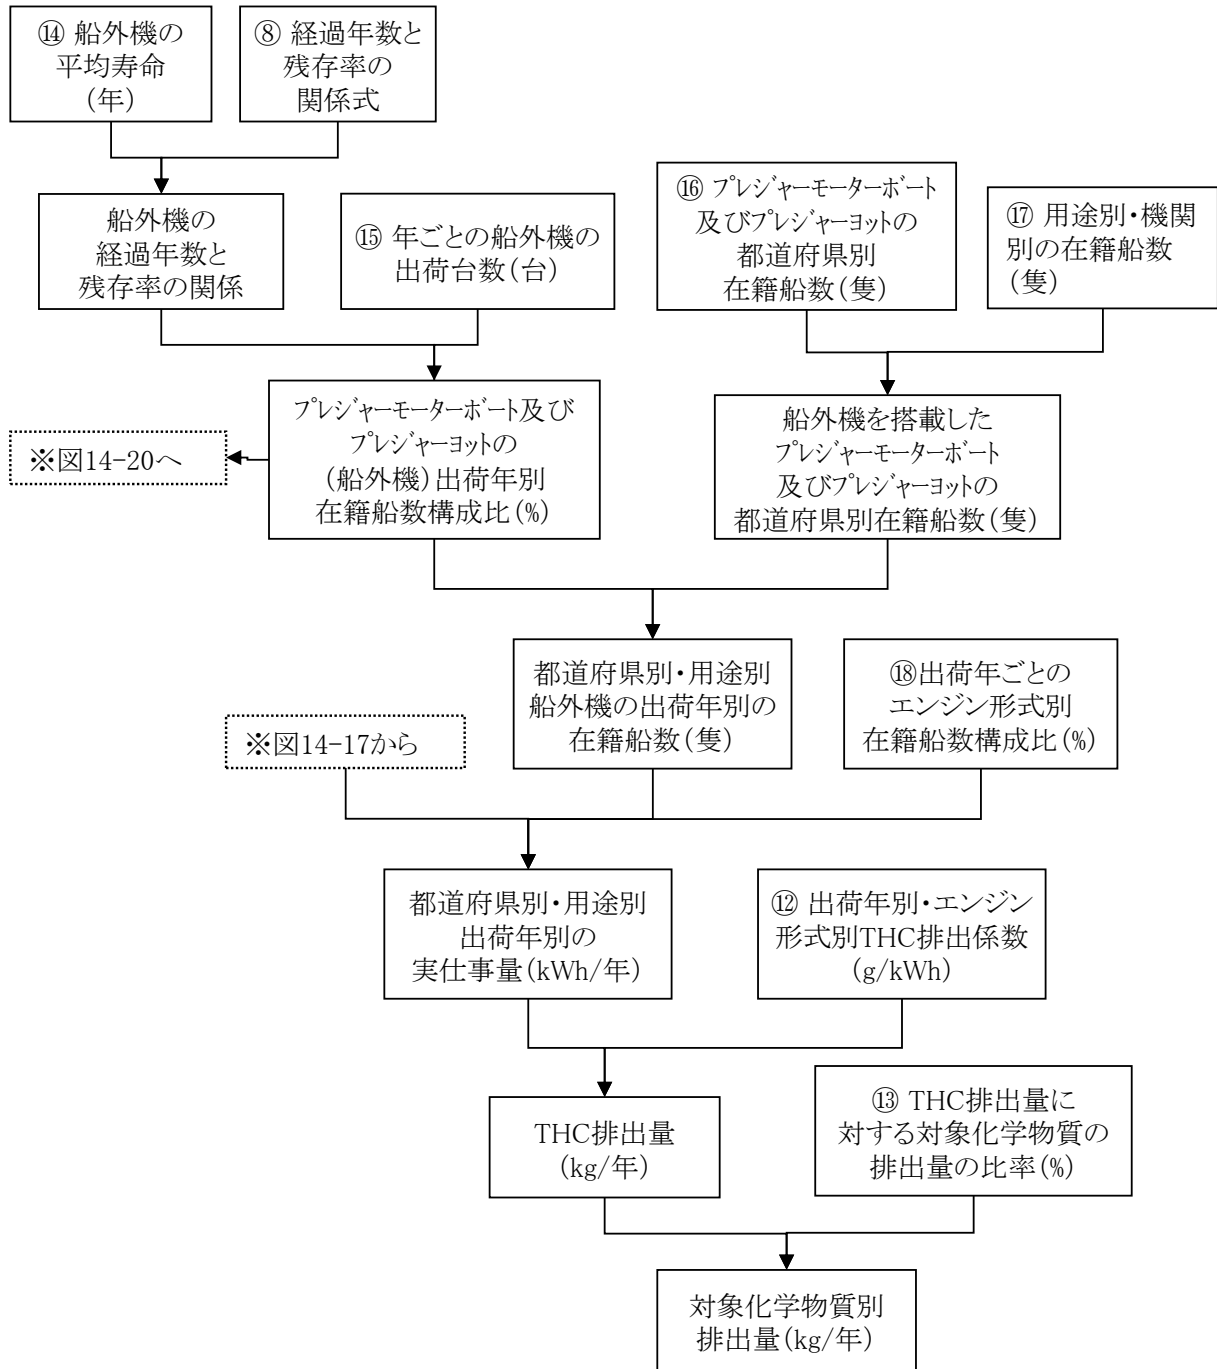 ⑭ 船外機の
平均寿命
(年)
⑧ 経過年数と
残存率の
関係式
船外機の
経過年数と
残存率の関係
⑮ 年ごとの船外機の
出荷台数(台)
⑯ プレジャーモーターボート
及びプレジャーヨットの
都道府県別
在籍船数(隻)
⑰ 用途別・機関
別の在籍船数
(隻)
※図14-20へ
プレジャーモーターボート及び
プレジャーヨットの
(船外機)出荷年別
在籍船数構成比(%)
船外機を搭載した
プレジャーモーターボート
及びプレジャーヨットの
都道府県別在籍船数(隻)
※図14-17から
都道府県別・用途別
船外機の出荷年別の
在籍船数(隻)
⑱出荷年ごとの
エンジン形式別
在籍船数構成比(%)
都道府県別・用途別
出荷年別の
実仕事量(kWh/年)
⑫ 出荷年別・エンジン
形式別THC排出係数
(g/kWh)
THC排出量
(kg/年)
⑬ THC排出量に
対する対象化学物質の
排出量の比率(%)
対象化学物質別
排出量(kg/年)